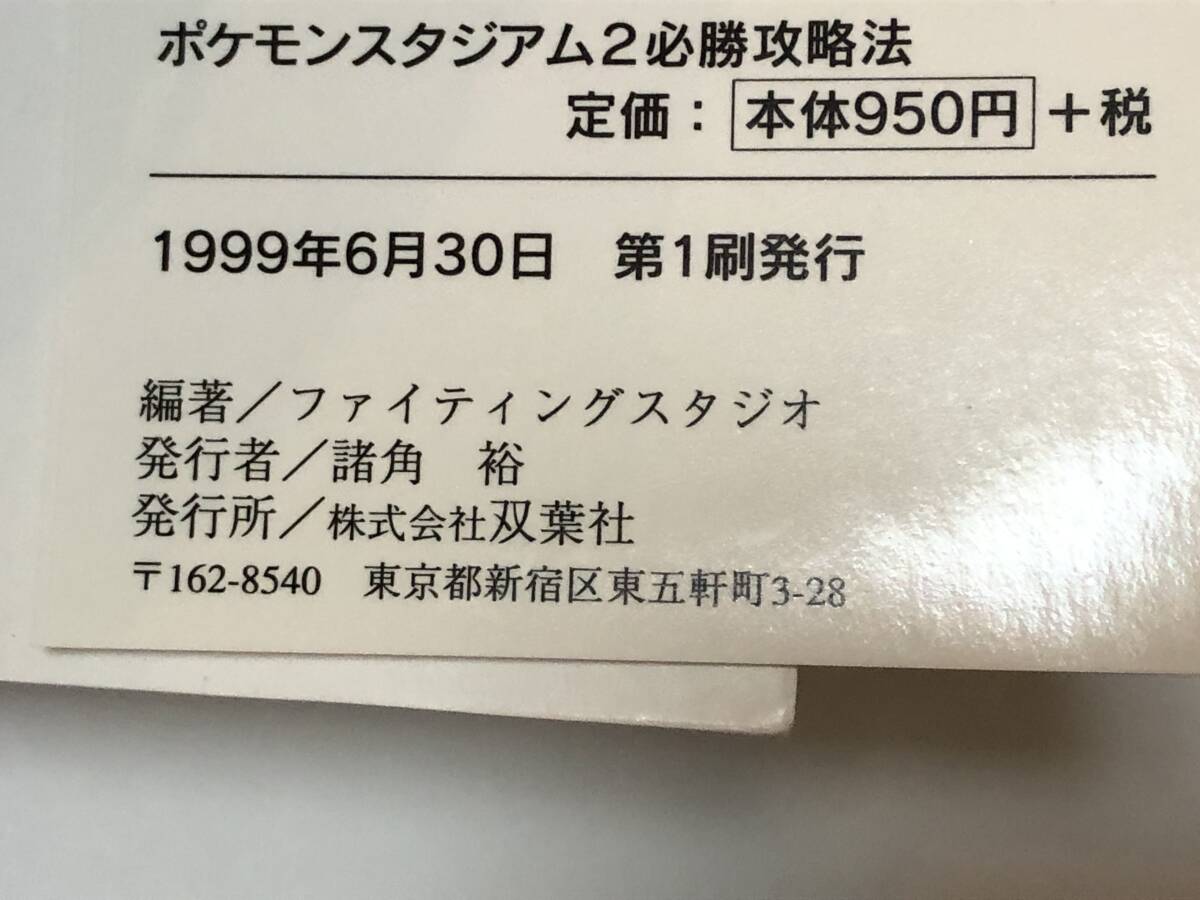 ポケモンスタジアム2必勝攻略法
定価：本体950円＋税
1999年6月30日　第1刷発行
編著／ファイティングスタジオ
発行者／諸角　裕
発行所／株式会社双葉社
〒162-8540　東京都新宿区東五軒町3-28